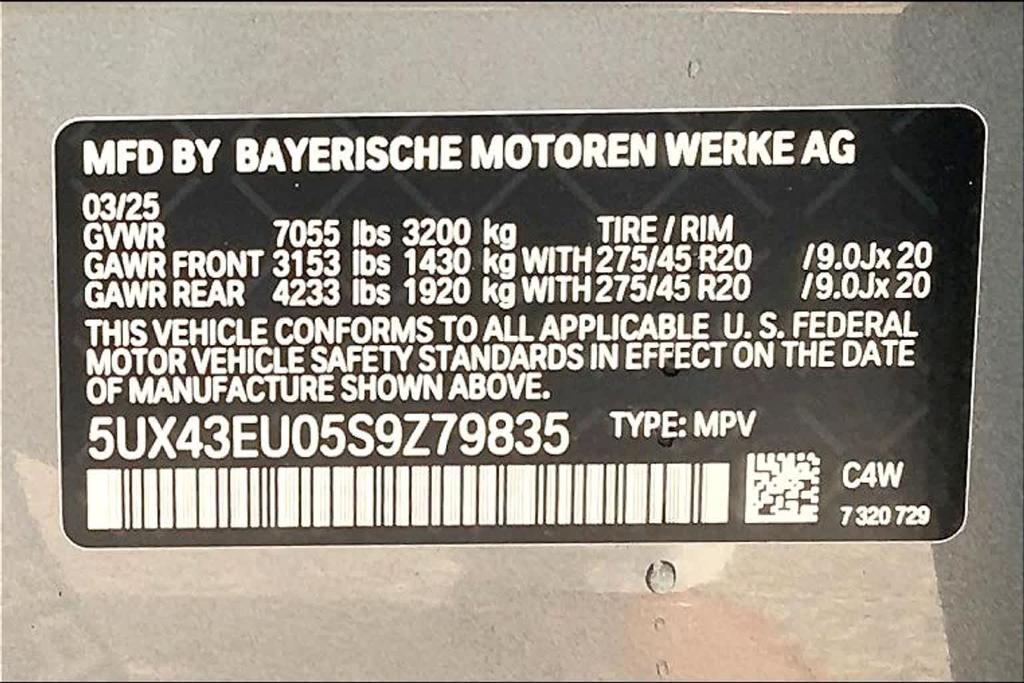 MFD BY BAYERISCHE MOTOREN WERKE AG
03/25
GVWR 7055 lbs 3200 kg TIRE / RIM
GAWR FRONT 3153 lbs 1430 kg WITH 275/45 R20 /9.0Jx 20
GAWR REAR 4233 lbs 1920 kg WITH 275/45 R20 /9.0Jx 20
THIS VEHICLE CONFORMS TO ALL APPLICABLE U. S. FEDERAL
MOTOR VEHICLE SAFETY STANDARDS IN EFFECT ON THE DATE
OF MANUFACTURE SHOWN ABOVE.
5UX43EU05S9Z79835 TYPE: MPV
C4W
7 320 729